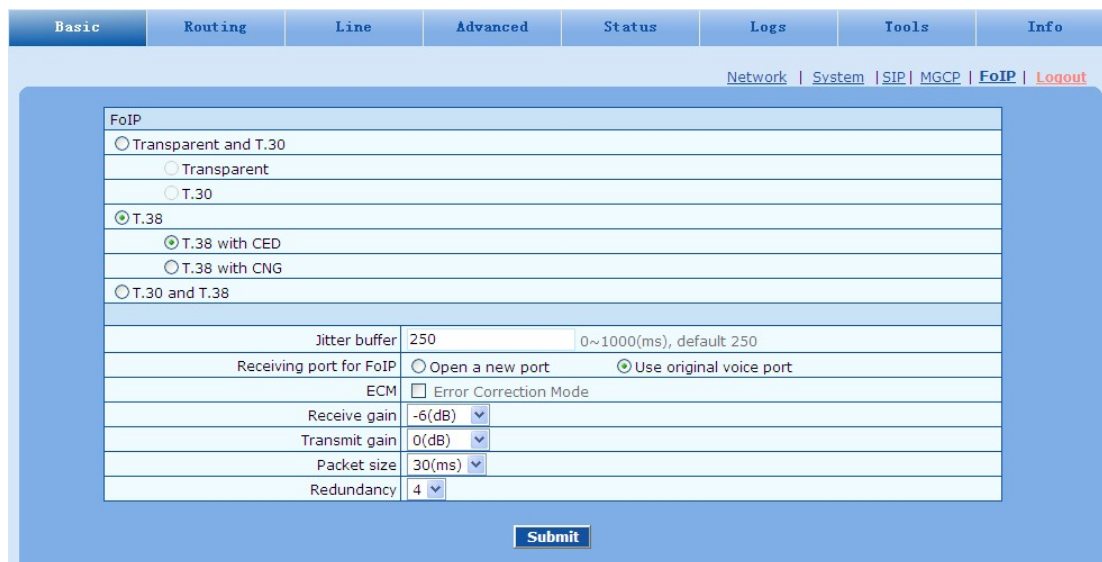 Basic Routing Line Advanced Status Logs Tools Info
Network | System | SIP | MGCP | FoIP | Logout
FoIP
Transparent and T.30
Transparent
T.30
T.38
T.38 with CED
T.38 with CNG
T.30 and T.38
Jitter buffer 250 0~1000(ms), default 250
Receiving port for FoIP Open a new port Use original voice port
ECM Error Correction Mode
Receive gain -6(dB)
Transmit gain 0(dB)
Packet size 30(ms)
Redundancy 4
Submit